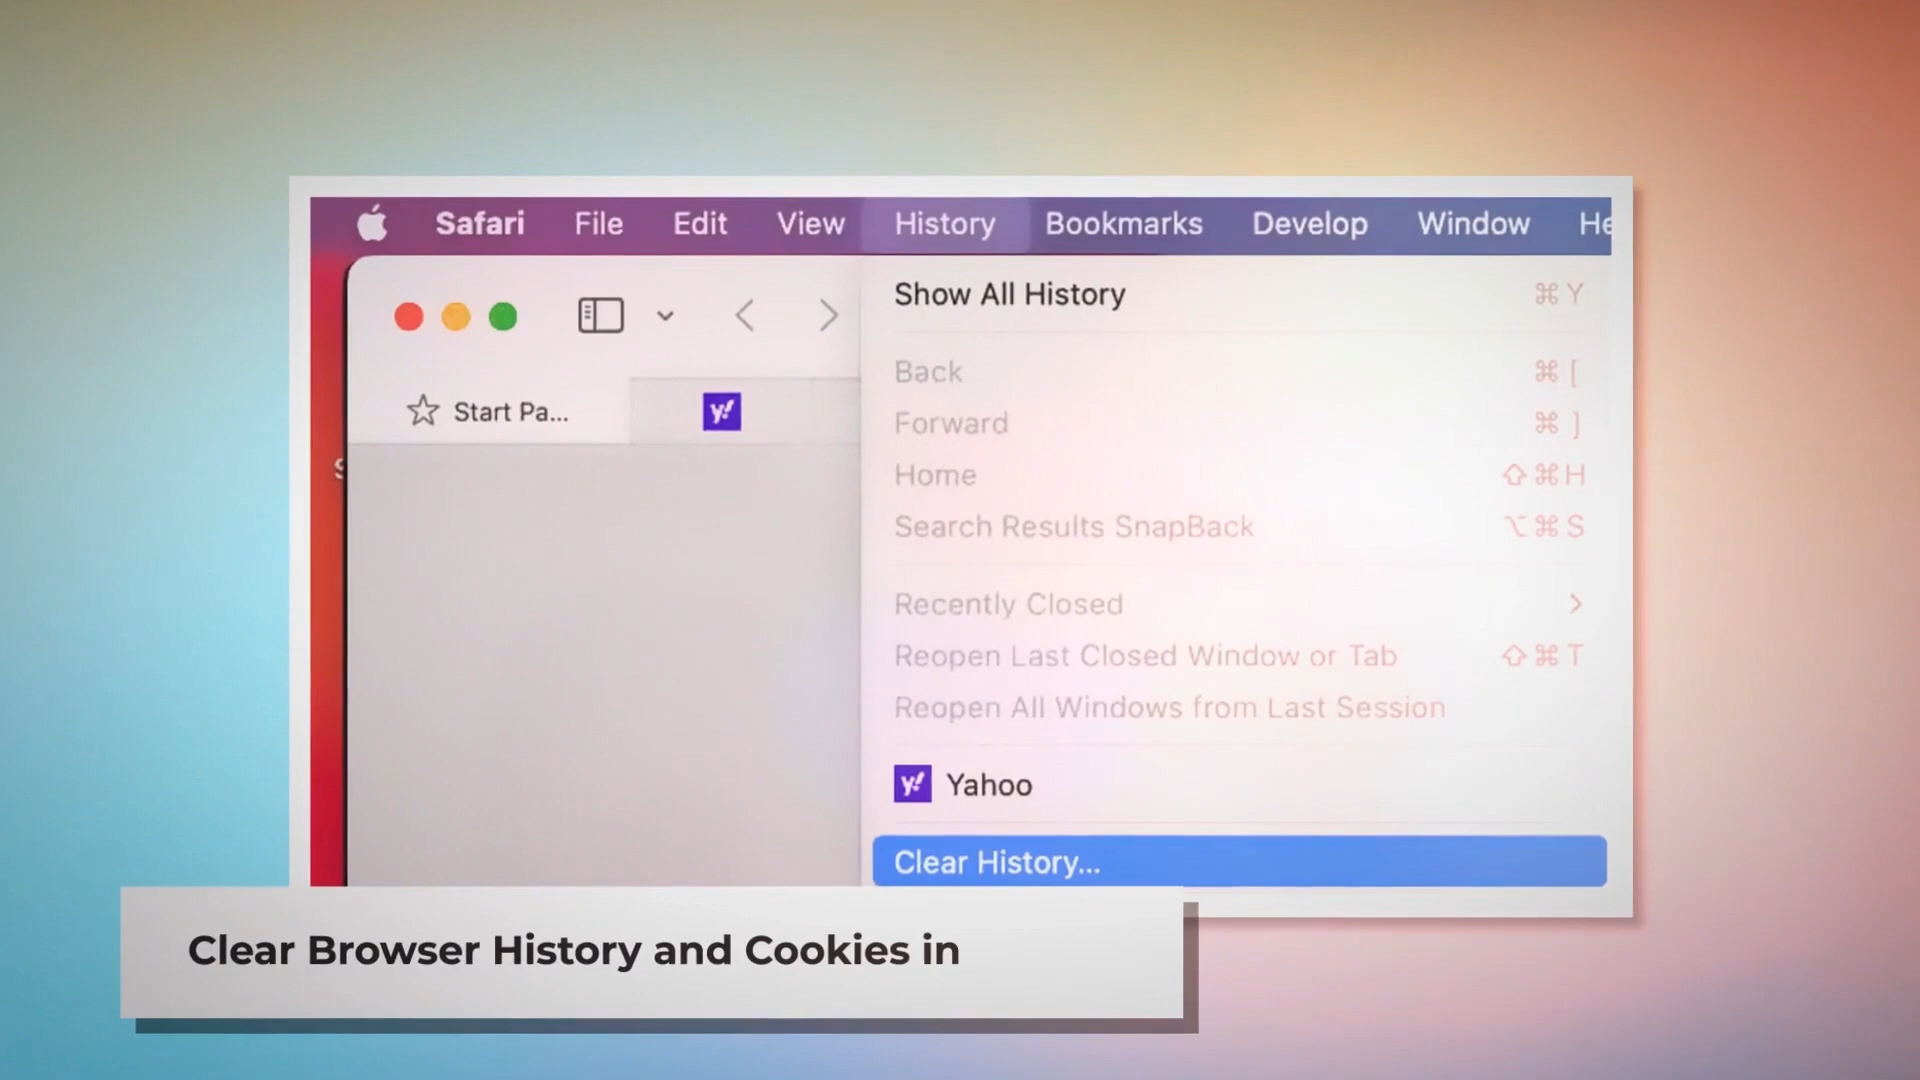 Safari File Edit View History Bookmarks Develop Window He
Show All History ⌘ Y
Back ⌘ [
Forward ⌘ ]
Home ⇧ ⌘ H
Search Results SnapBack ⌥ ⌘ S
Recently Closed
Reopen Last Closed Window or Tab ⇧ ⌘ T
Reopen All Windows from Last Session
y! Yahoo
Clear History...
Start Pa... y!
Clear Browser History and Cookies in